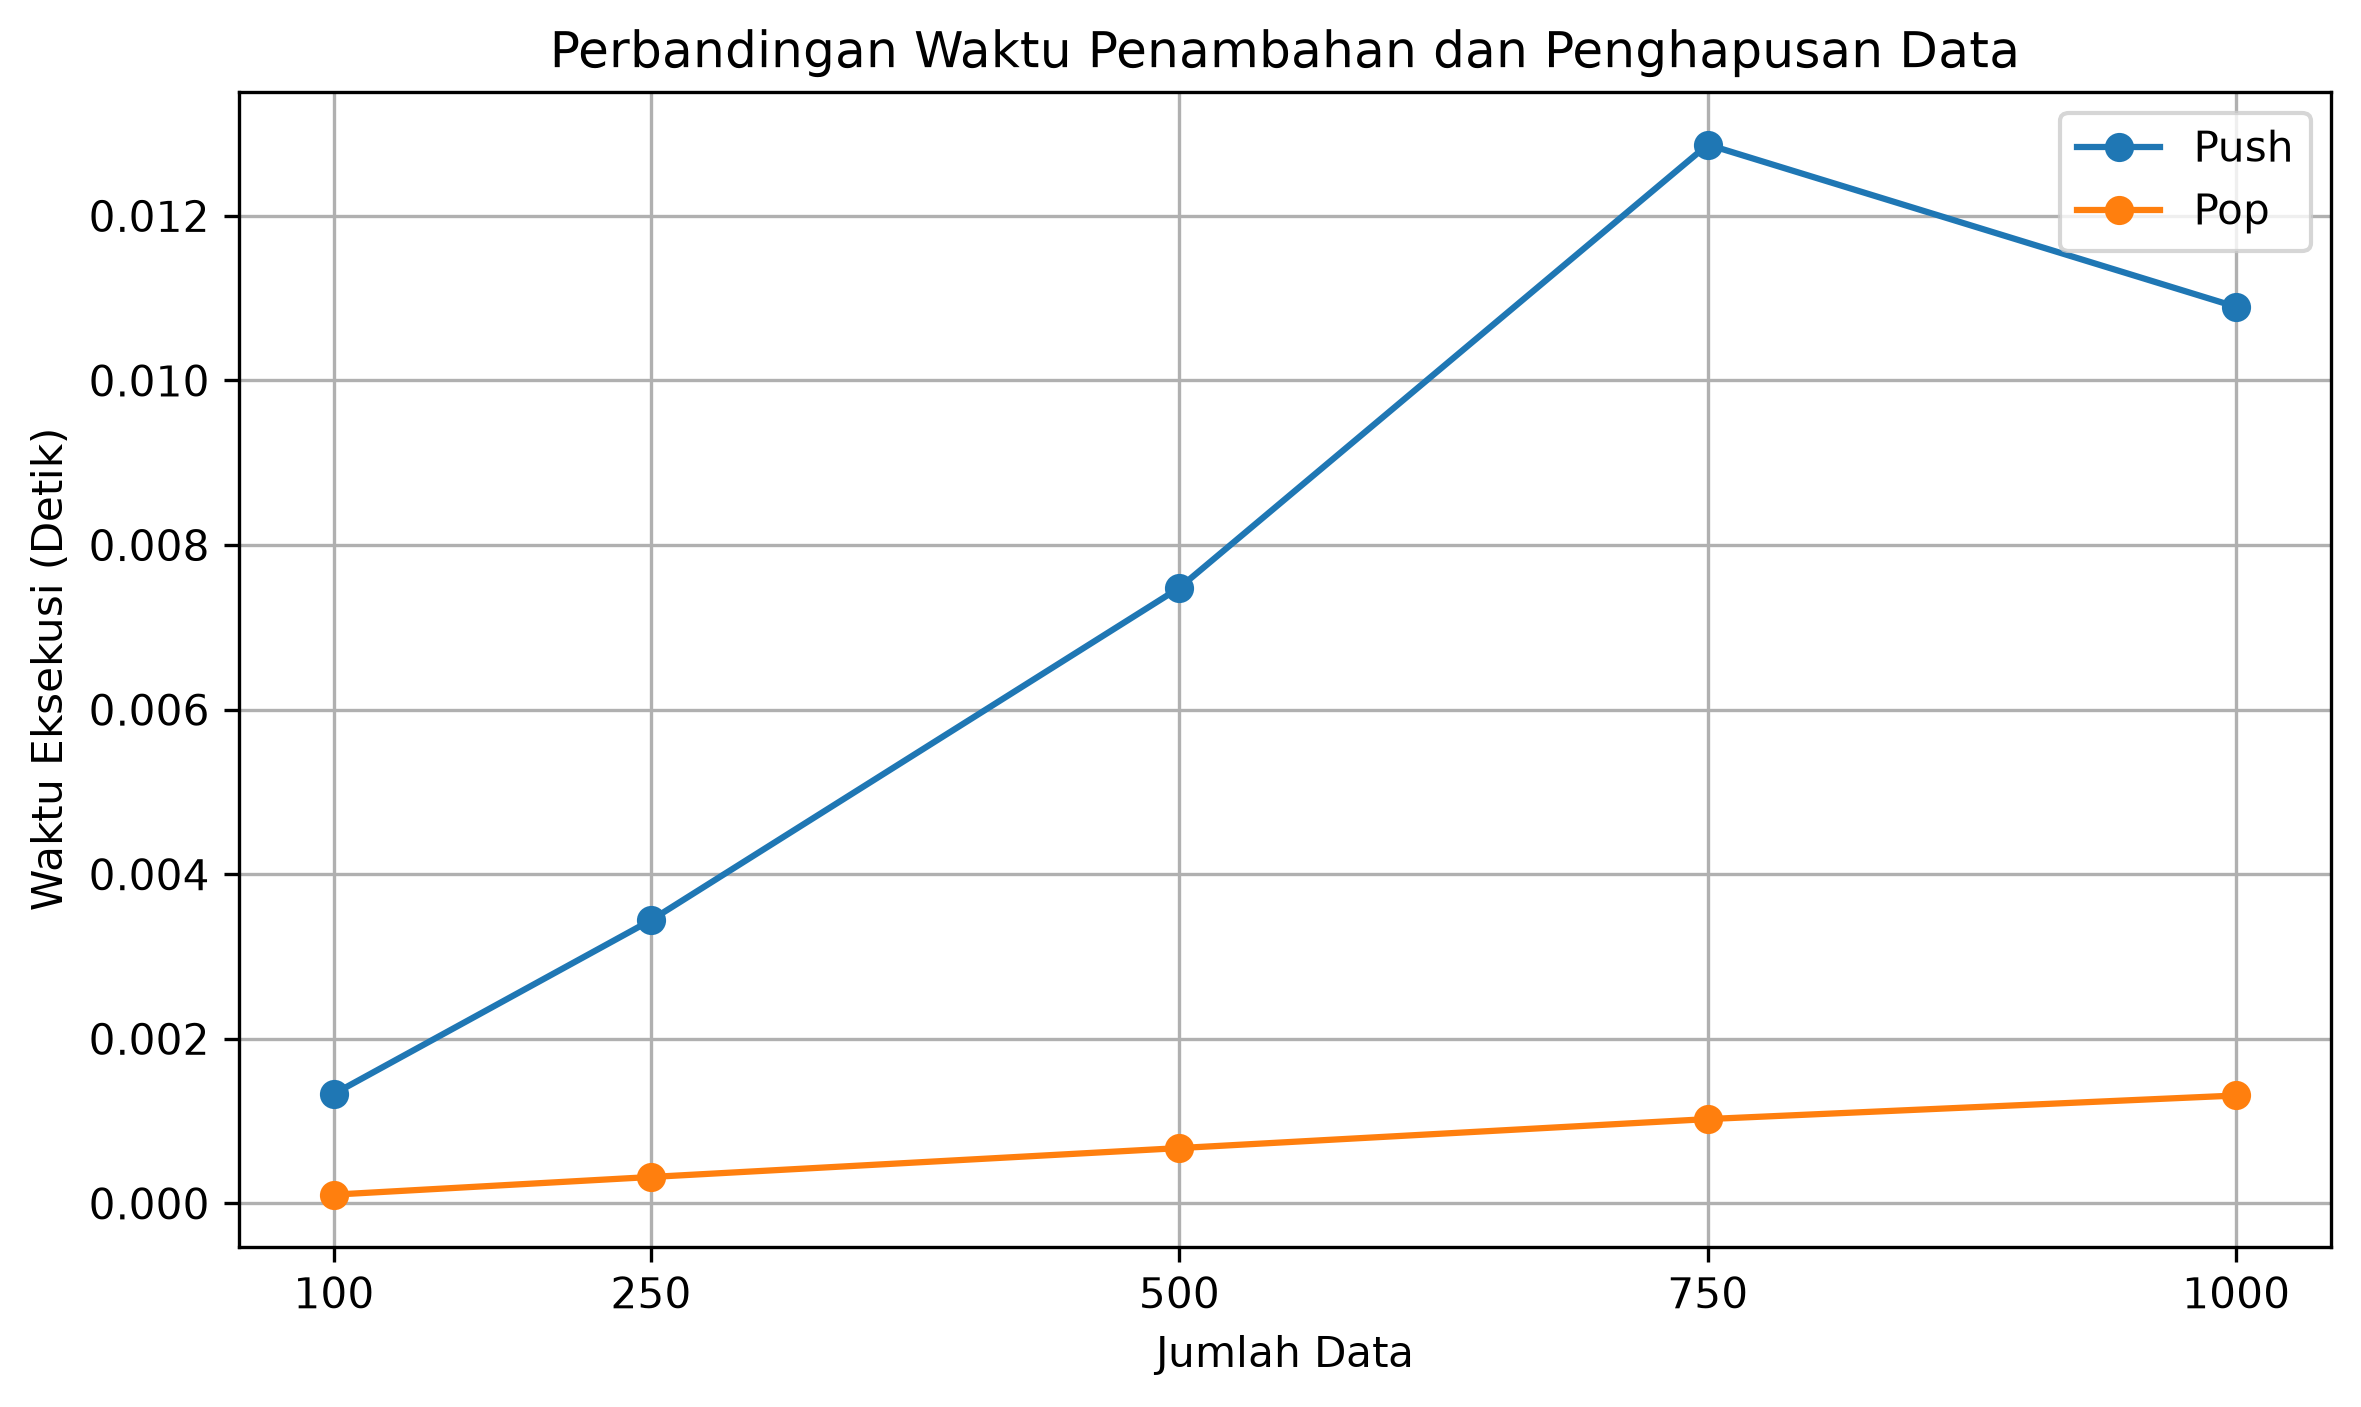 Perbandingan Waktu Penambahan dan Penghapusan Data
Push
Pop
0.012
0.010
0.008
0.006
0.004
0.002
0.000
Waktu Eksekusi (Detik)
100 250 500 750 1000
Jumlah Data